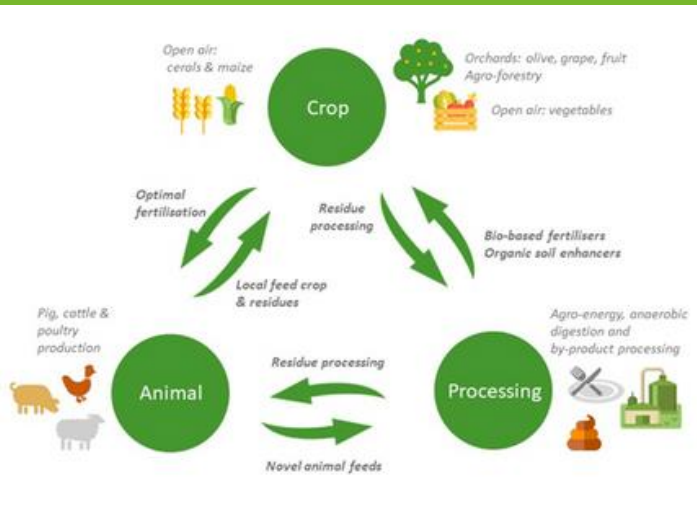 Open air:
cerals & maize
Crop
Orchards: olive, grape, fruit
Agro-forestry
Open air: vegetables
Optimal
fertilisation
Residue
processing
Bio-based fertilisers
Organic soil enhancers
Local feed crop
& residues
Pig, cattle &
poultry
production
Animal
Residue processing
Novel animal feeds
Processing
Agro-energy, anaerobic
digestion and
by-product processing